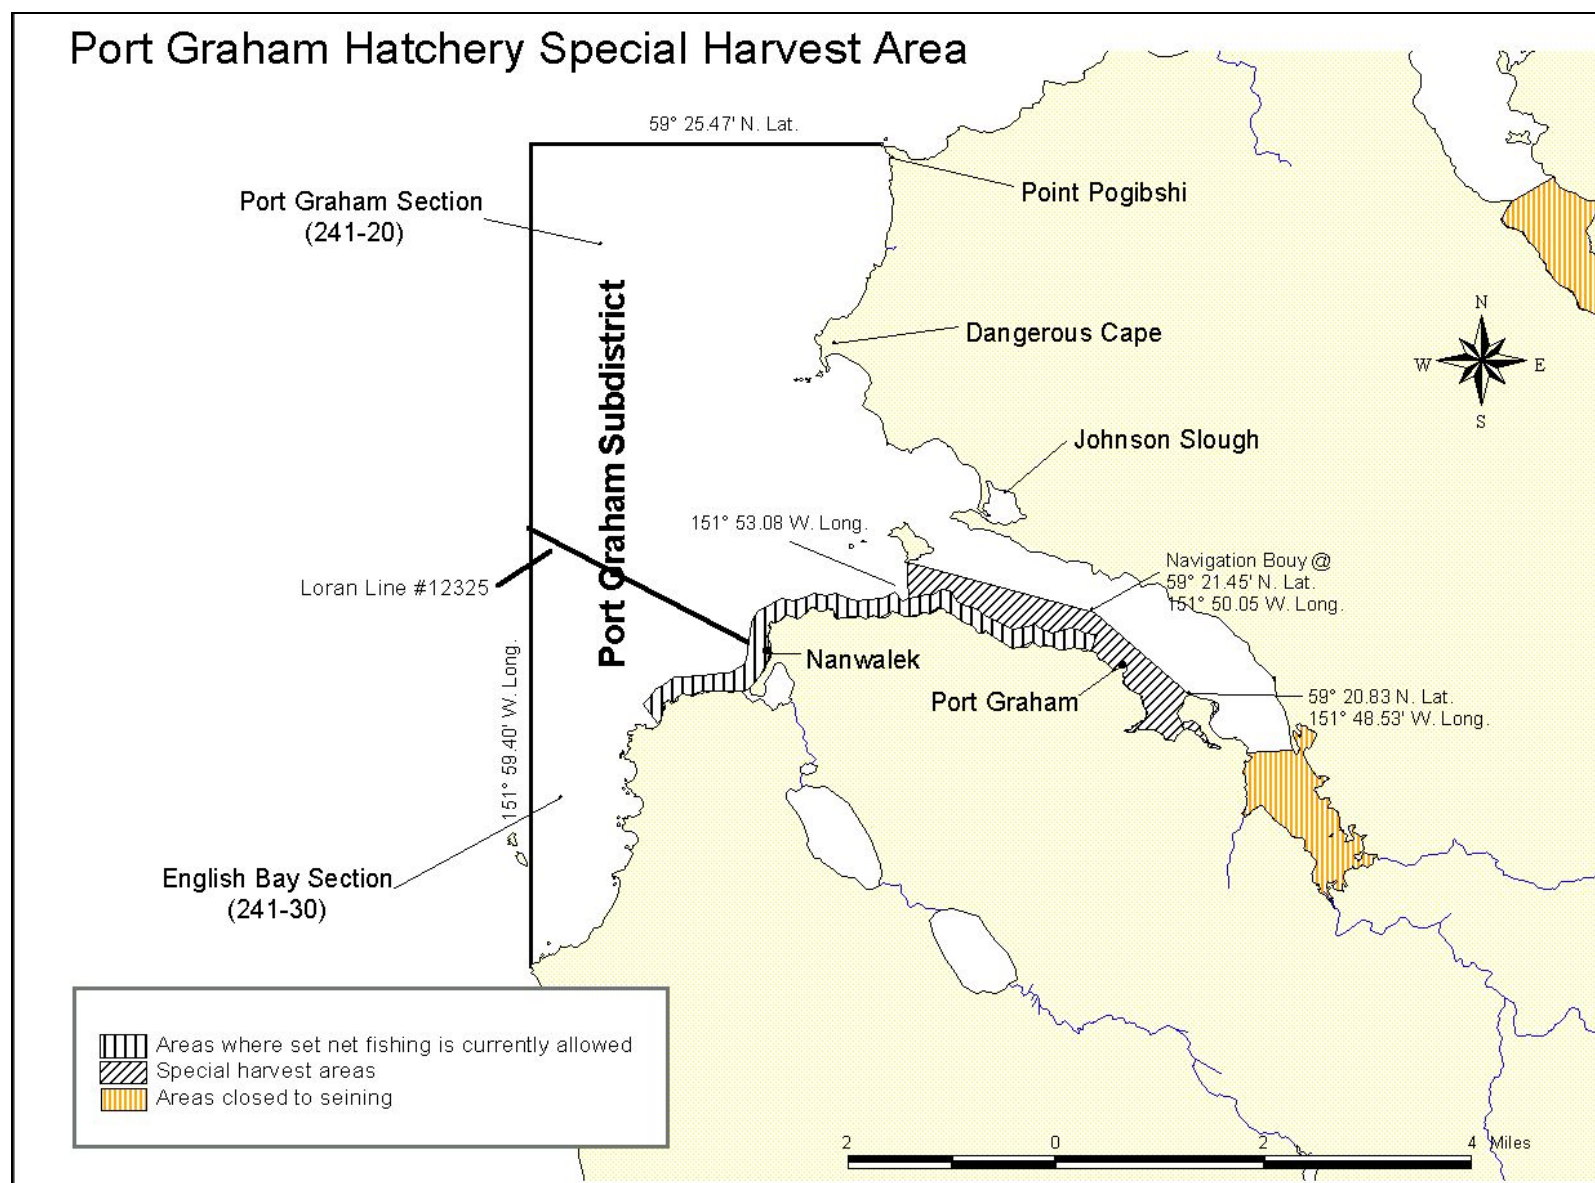 Port Graham Hatchery Special Harvest Area
59° 25.47' N. Lat.
Port Graham Section
(241-20)
Point Pogibshi
Port Graham Subdistrict
Dangerous Cape
N
W
E
S
Johnson Slough
151° 53.08 W. Long.
Navigation Bouy @
59° 21.45' N. Lat.
151° 50.05 W. Long.
Loran Line #12325
Nanwalek
Port Graham
59° 20.83 N. Lat.
151° 48.53' W. Long.
151° 59.40' W. Long.
English Bay Section
(241-30)
Areas where set net fishing is currently allowed
Special harvest areas
Areas closed to seining
2 0 2 4 Miles